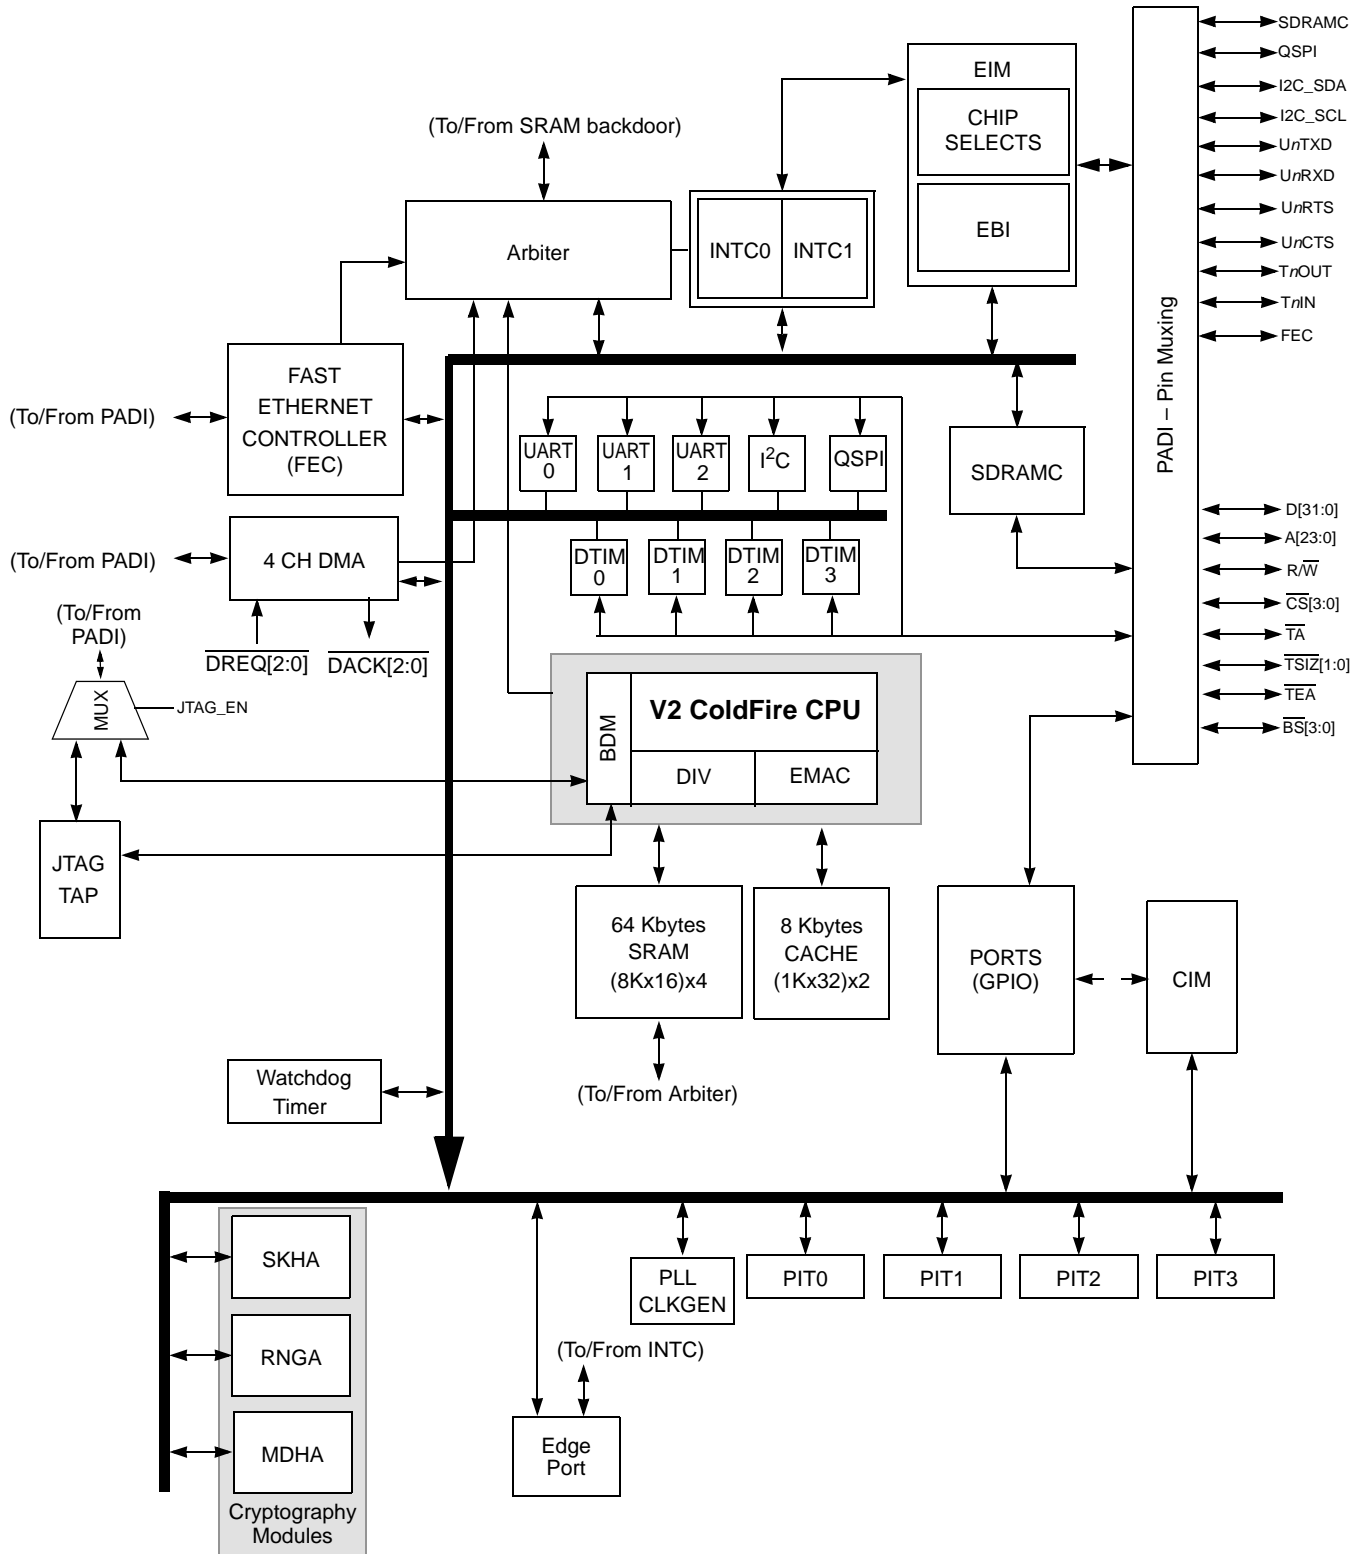 SDRAMC
QSPI
I2C_SDA
I2C_SCL
UnTXD
UnRXD
UnRTS
UnCTS
TnOUT
TnIN
FEC
PADI – Pin Muxing
D[31:0]
A[23:0]
R/W
CS[3:0]
TA
TSIZ[1:0]
TEA
BS[3:0]
EIM
CHIP
SELECTS
EBI
(To/From SRAM backdoor)
Arbiter
INTC0
INTC1
FAST
ETHERNET
CONTROLLER
(FEC)
(To/From PADI)
UART
0
UART
1
UART
2
I²C
QSPI
SDRAMC
DTIM
0
DTIM
1
DTIM
2
DTIM
3
(To/From PADI)
4 CH DMA
DREQ[2:0]
DACK[2:0]
(To/From
PADI)
MUX
JTAG_EN
BDM
V2 ColdFire CPU
DIV
EMAC
JTAG
TAP
64 Kbytes
SRAM
(8Kx16)x4
8 Kbytes
CACHE
(1Kx32)x2
PORTS
(GPIO)
CIM
(To/From Arbiter)
Watchdog
Timer
SKHA
RNGA
MDHA
Cryptography
Modules
PLL
CLKGEN
PIT0
PIT1
PIT2
PIT3
(To/From INTC)
Edge
Port